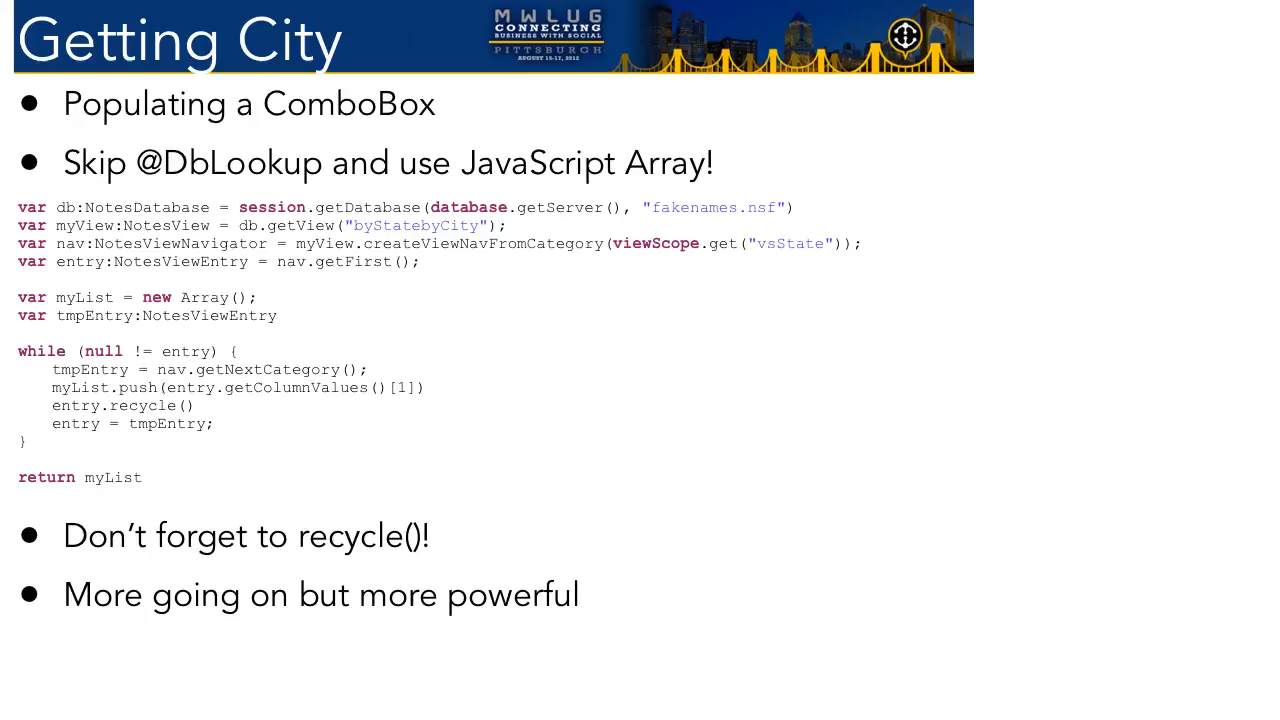 Getting City
MWLUG
CONNECTING
BUSINESS WITH SOCIAL
PITTSBURGH
AUGUST 15-17, 2012
● Populating a ComboBox
● Skip @DbLookup and use JavaScript Array!
var db:NotesDatabase = session.getDatabase(database.getServer(), "fakenames.nsf")
var myView:NotesView = db.getView("byStatebyCity");
var nav:NotesViewNavigator = myView.createViewNavFromCategory(viewScope.get("vsState"));
var entry:NotesViewEntry = nav.getFirst();
var myList = new Array();
var tmpEntry:NotesViewEntry
while (null != entry) {
tmpEntry = nav.getNextCategory();
myList.push(entry.getColumnValues()[1])
entry.recycle()
entry = tmpEntry;
}
return myList
● Don’t forget to recycle()!
● More going on but more powerful